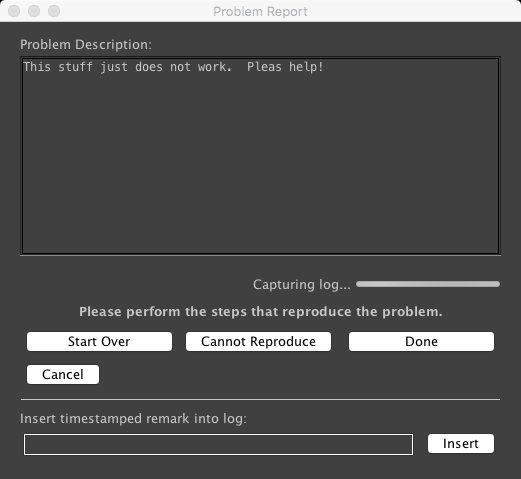 Problem Report
Problem Description:
This stuff just does not work.  Pleas help!
Capturing log...
Please perform the steps that reproduce the problem.
Start Over
Cannot Reproduce
Done
Cancel
Insert timestamped remark into log:
Insert